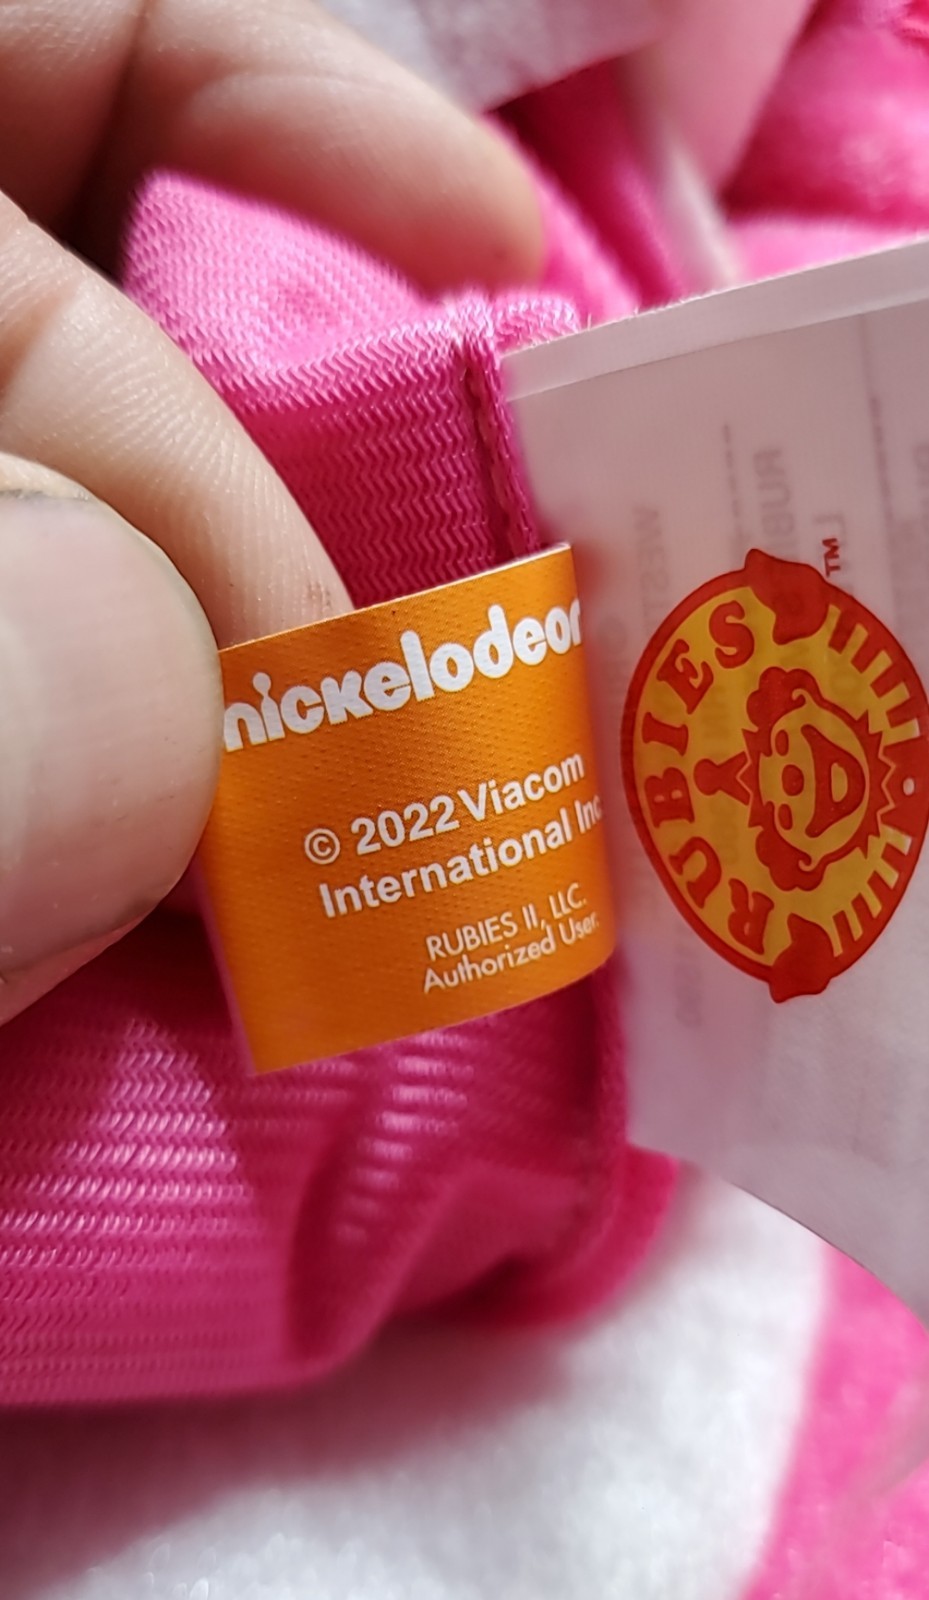 nickelodeon
© 2022 Viacom
International Inc.
RUBIES II, LLC.
Authorized User.
RUBIES
TM